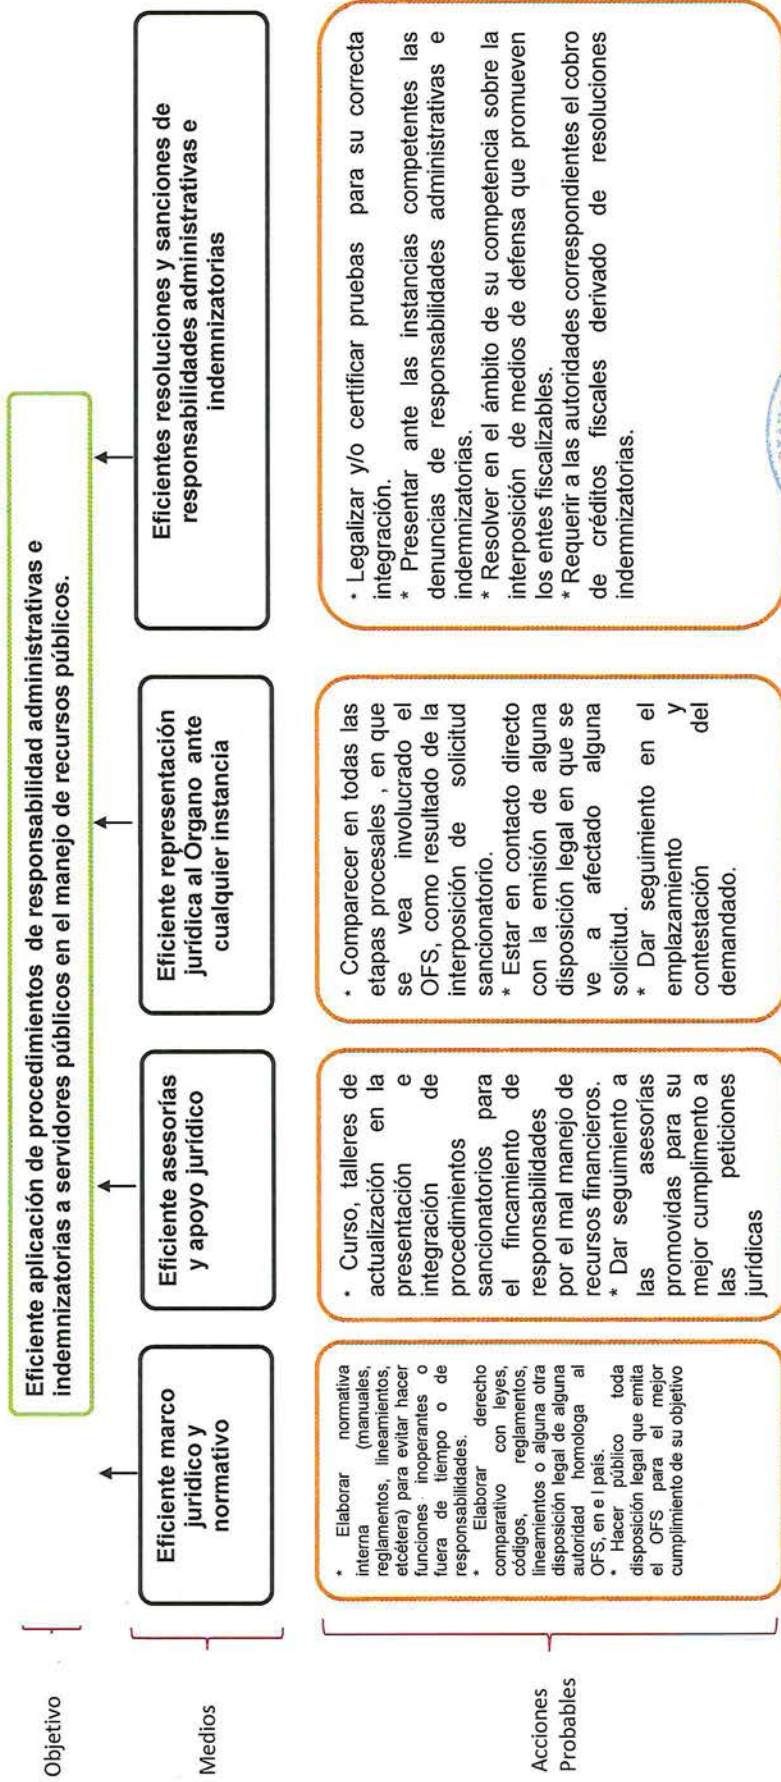 Objetivo
Eficiente aplicación de procedimientos de responsabilidad administrativas e
indemnizatorias a servidores públicos en el manejo de recursos públicos.
Medios
Eficiente marco
jurídico y
normativo
Eficiente asesorías
y apoyo jurídico
Eficiente representación
jurídica al Órgano ante
cualquier instancia
Eficientes resoluciones y sanciones de
responsabilidades administrativas e
indemnizatorias
Acciones
Probables
* Elaborar normativa
interna (manuales,
reglamentos, lineamientos,
etcétera) para evitar hacer
funciones inoperantes o
fuera de tiempo o de
responsabilidades.
* Elaborar derecho
comparativo con leyes,
códigos, reglamentos,
lineamientos o alguna otra
disposición legal de alguna
autoridad homologa al
OFS, en e l país.
* Hacer público toda
disposición legal que emita
el OFS para el mejor
cumplimiento de su objetivo
* Curso, talleres de
actualización en la
presentación e
integración de
procedimientos
sancionatorios para
el fincamiento de
responsabilidades
por el mal manejo de
recursos financieros.
* Dar seguimiento a
las asesorías
promovidas para su
mejor cumplimento a
las peticiones
jurídicas
* Comparecer en todas las
etapas procesales , en que
se vea involucrado el
OFS, como resultado de la
interposición de solicitud
sancionatorio.
* Estar en contacto directo
con la emisión de alguna
disposición legal en que se
ve a afectado alguna
solicitud.
* Dar seguimiento en el
emplazamiento y
contestación del
demandado.
* Legalizar y/o certificar pruebas para su correcta
integración.
* Presentar ante las instancias competentes las
denuncias de responsabilidades administrativas e
indemnizatorias.
* Resolver en el ámbito de su competencia sobre la
interposición de medios de defensa que promueven
los entes fiscalizables.
* Requerir a las autoridades correspondientes el cobro
de créditos fiscales derivado de resoluciones
indemnizatorias.